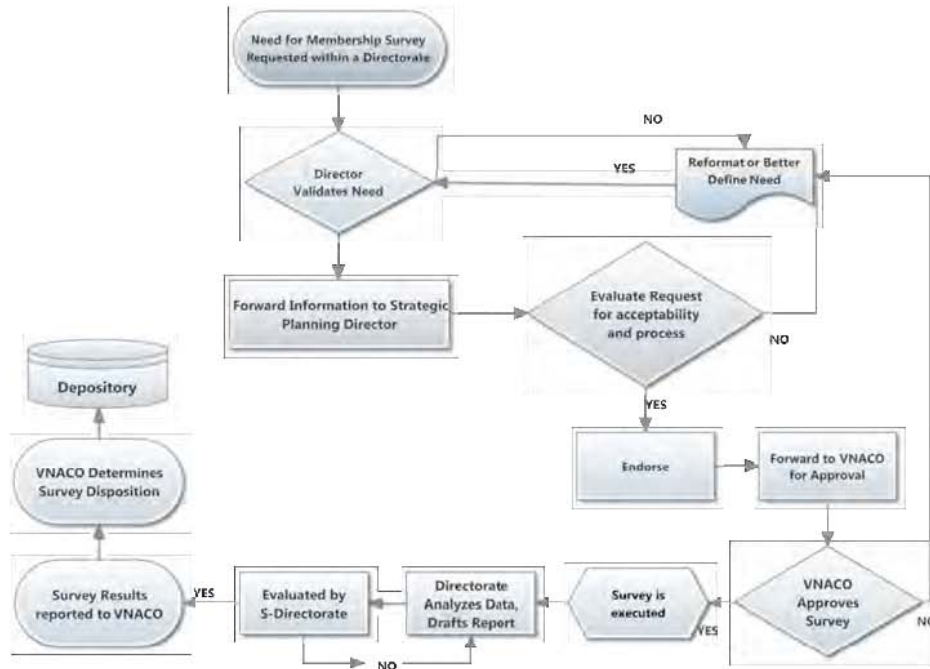 Need for Membership Survey
Requested within a Directorate
NO
Director
Validates Need
YES
Reformat or Better
Define Need
Forward Information to Strategic
Planning Director
Evaluate Request
for acceptability
and process
NO
YES
Depository
Endorse
Forward to VNACO
for Approval
VNACO Determines
Survey Disposition
Survey Results
reported to VNACO
YES
Evaluated by
S-Directorate
NO
Directorate
Analyzes Data,
Drafts Report
Survey is
executed
YES
VNACO
Approves
Survey
NO